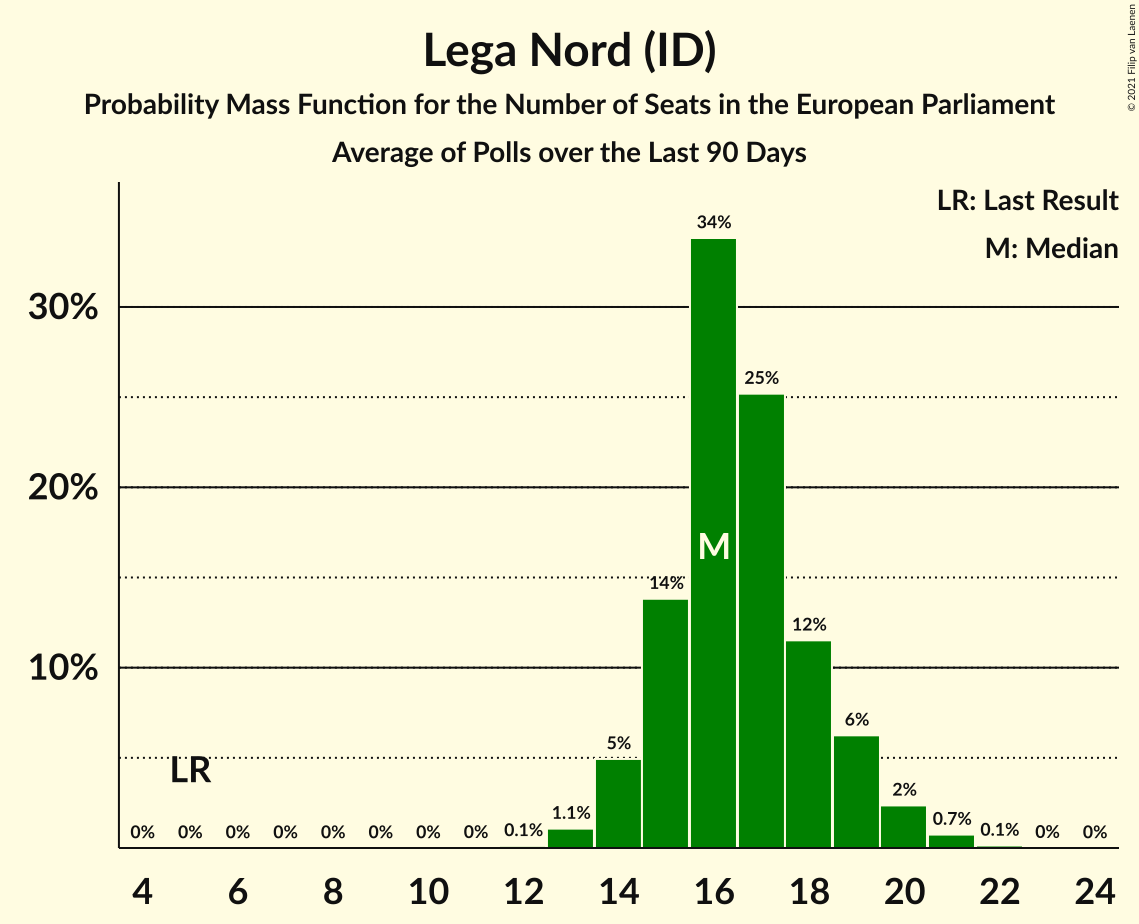 Lega Nord (ID)
Probability Mass Function for the Number of Seats in the European Parliament
Average of Polls over the Last 90 Days
© 2021 Filip van Laenen
LR: Last Result
M: Median
30%
20%
10%
0%
0%
0%
0%
0%
0%
0%
0%
0.1%
1.1%
5%
14%
34%
25%
12%
6%
2%
0.7%
0.1%
0%
0%
LR
M
4 6 8 10 12 14 16 18 20 22 24